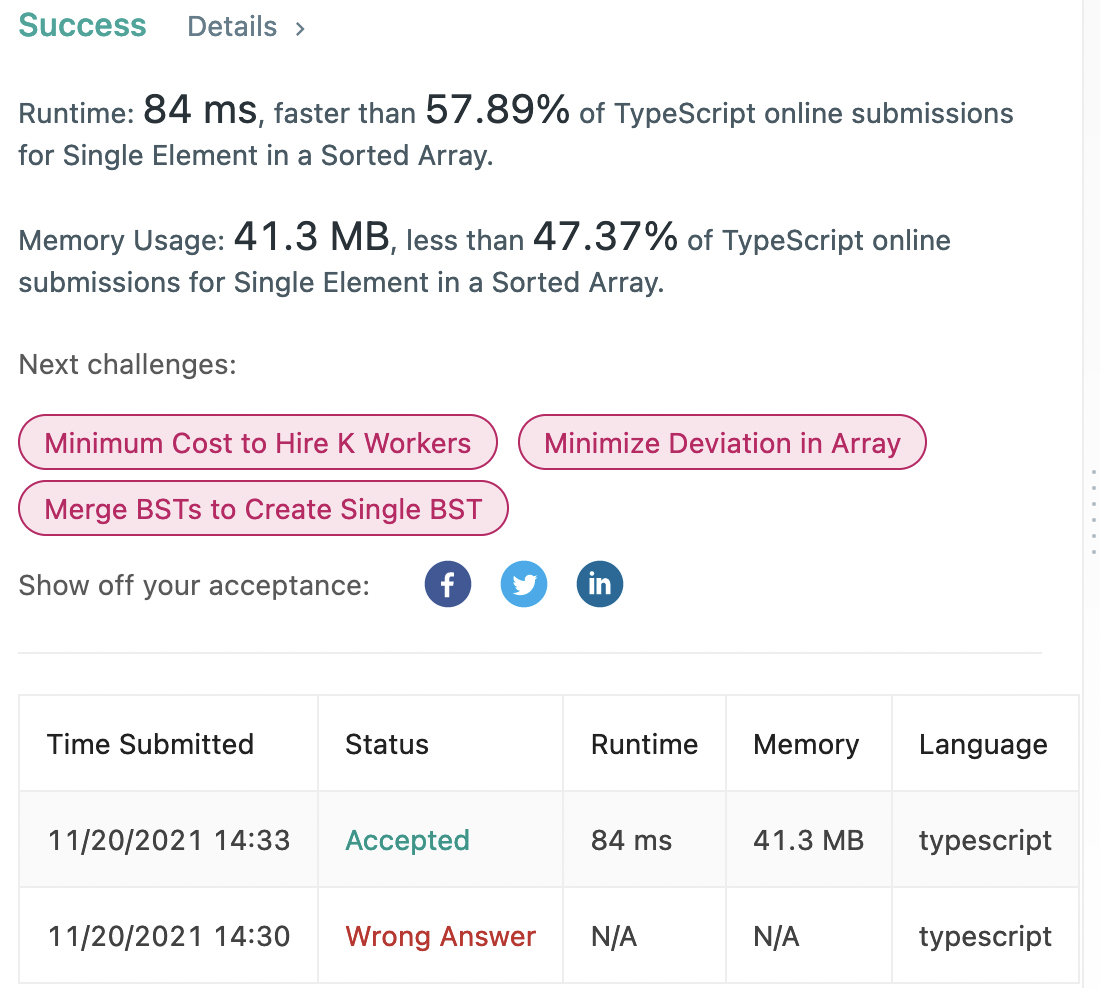 Success Details >
Runtime: 84 ms, faster than 57.89% of TypeScript online submissions
for Single Element in a Sorted Array.
Memory Usage: 41.3 MB, less than 47.37% of TypeScript online
submissions for Single Element in a Sorted Array.
Next challenges:
Minimum Cost to Hire K Workers Minimize Deviation in Array
Merge BSTs to Create Single BST
Show off your acceptance: f in
Time Submitted Status Runtime Memory Language
11/20/2021 14:33 Accepted 84 ms 41.3 MB typescript
11/20/2021 14:30 Wrong Answer N/A N/A typescript